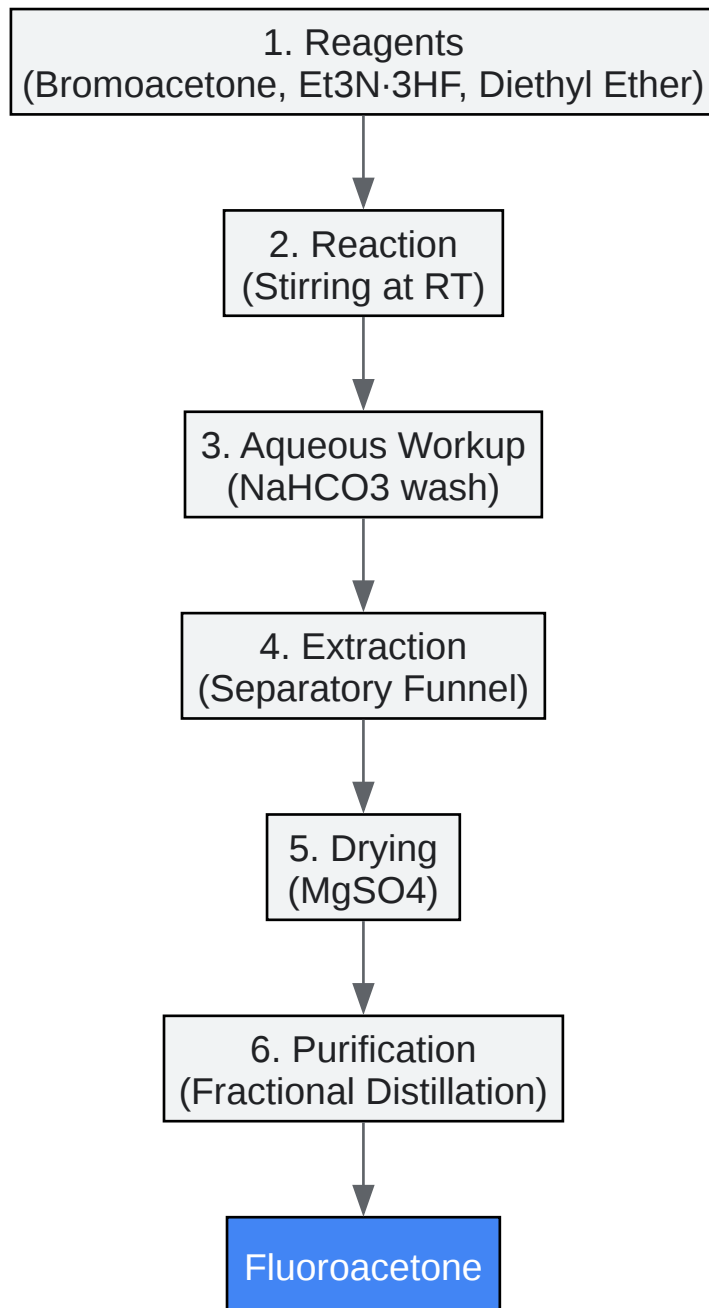 1. Reagents
(Bromoacetone, Et3N·3HF, Diethyl Ether)
2. Reaction
(Stirring at RT)
3. Aqueous Workup
(NaHCO3 wash)
4. Extraction
(Separatory Funnel)
5. Drying
(MgSO4)
6. Purification
(Fractional Distillation)
Fluoroacetone